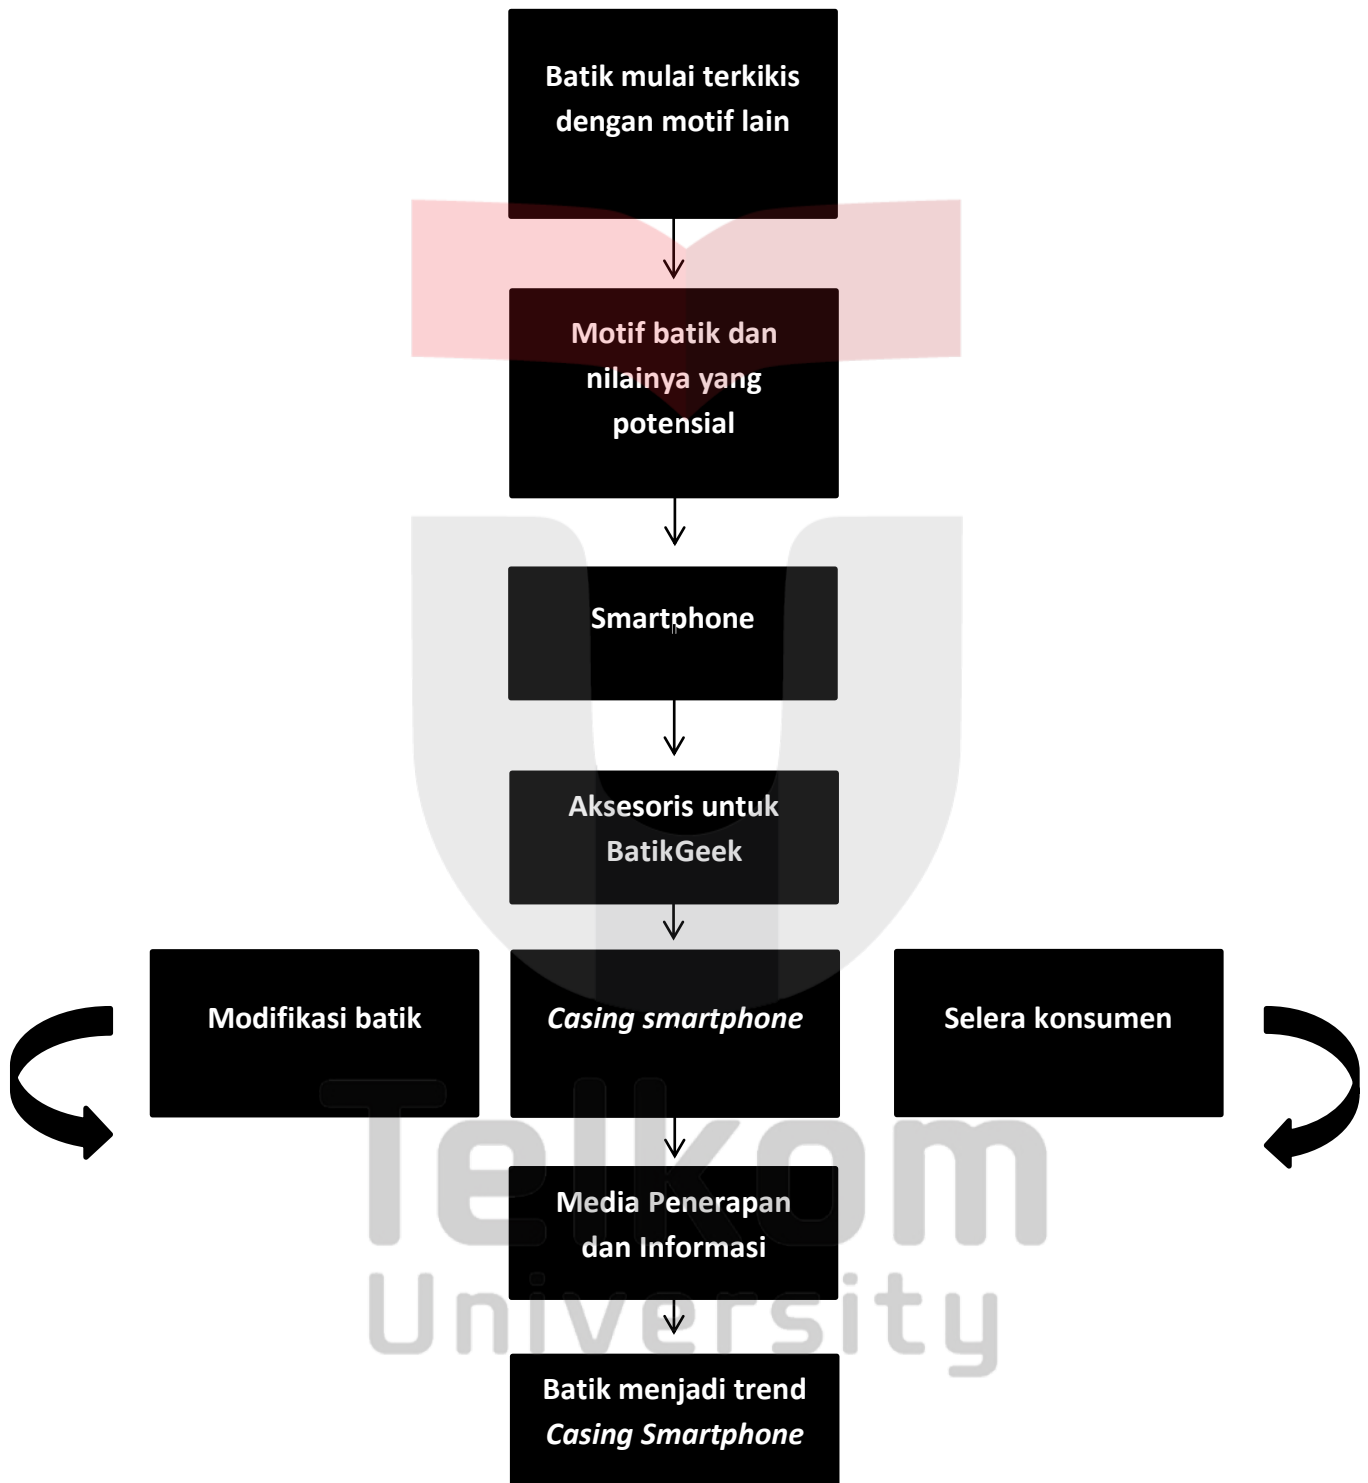 Batik mulai terkikis
dengan motif lain
Motif batik dan
nilainya yang
potensial
Smartphone
Aksesoris untuk
BatikGeek
Modifikasi batik
Casing smartphone
Selera konsumen
Telkom
University
Media Penerapan
dan Informasi
Batik menjadi trend
Casing Smartphone